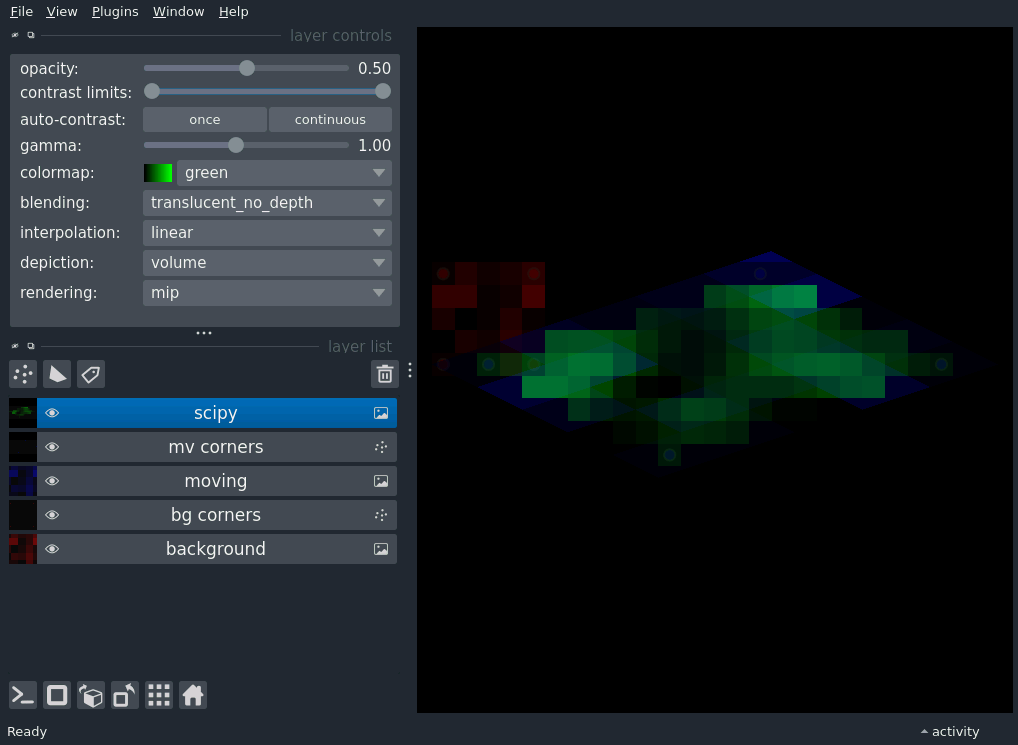 File View Plugins Window Help
layer controls
opacity: 0.50
contrast limits:
auto-contrast: once continuous
gamma: 1.00
colormap: green
blending: translucent_no_depth
interpolation: linear
depiction: volume
rendering: mip
layer list
scipy
mv corners
moving
bg corners
background
Ready activity